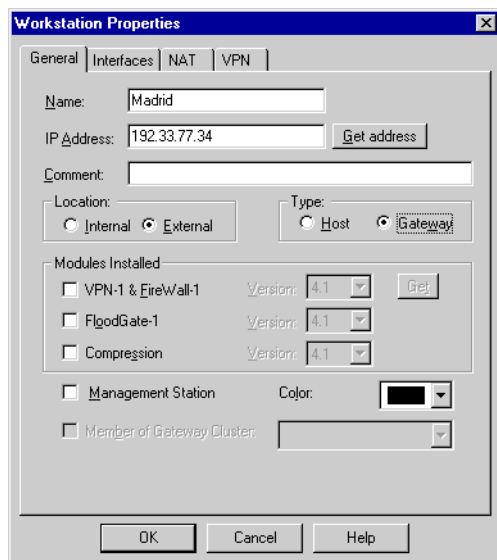 Workstation Properties
General Interfaces NAT VPN
Name: Madrid
IP Address: 192.33.77.34 Get address
Comment:
Location: Type:
Internal External Host Gateway
Modules Installed
VPN-1 & FireWall-1 Version: 4.1 Get
FloodGate-1 Version: 4.1
Compression Version: 4.1
Management Station Color:
Member of Gateway Cluster:
OK Cancel Help